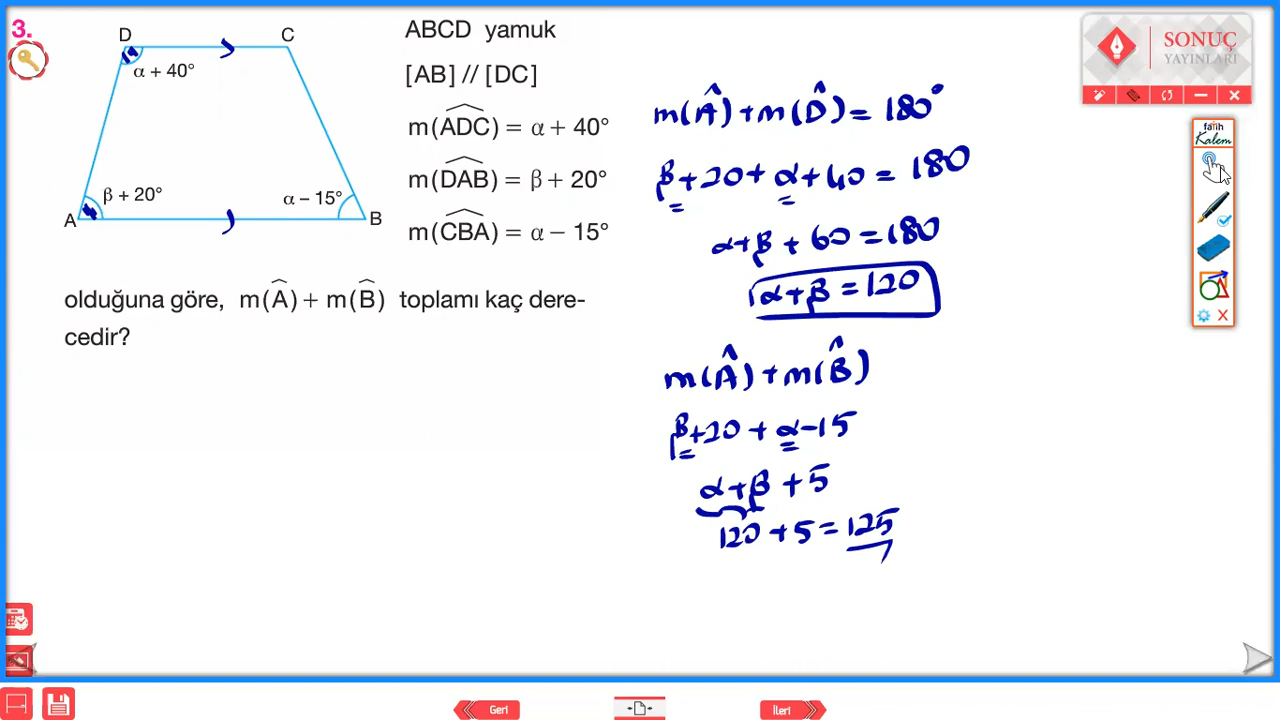 3.
D
C
α + 40°
β + 20°
α – 15°
A
B
ABCD yamuk
[AB] // [DC]
m(ADC) = α + 40°
m(DAB) = β + 20°
m(CBA) = α – 15°
olduğuna göre, m(A) + m(B) toplamı kaç dere-
cedir?
m(Â)+m(D̂)=180°
β+20+α+40=180
α+β+60=180
α+β=120
m(Â)+m(B̂)
β+20+α-15
α+β+5
120+5=125
SONUÇ
YAYINLARI
fatih
Kalem
Geri
İleri